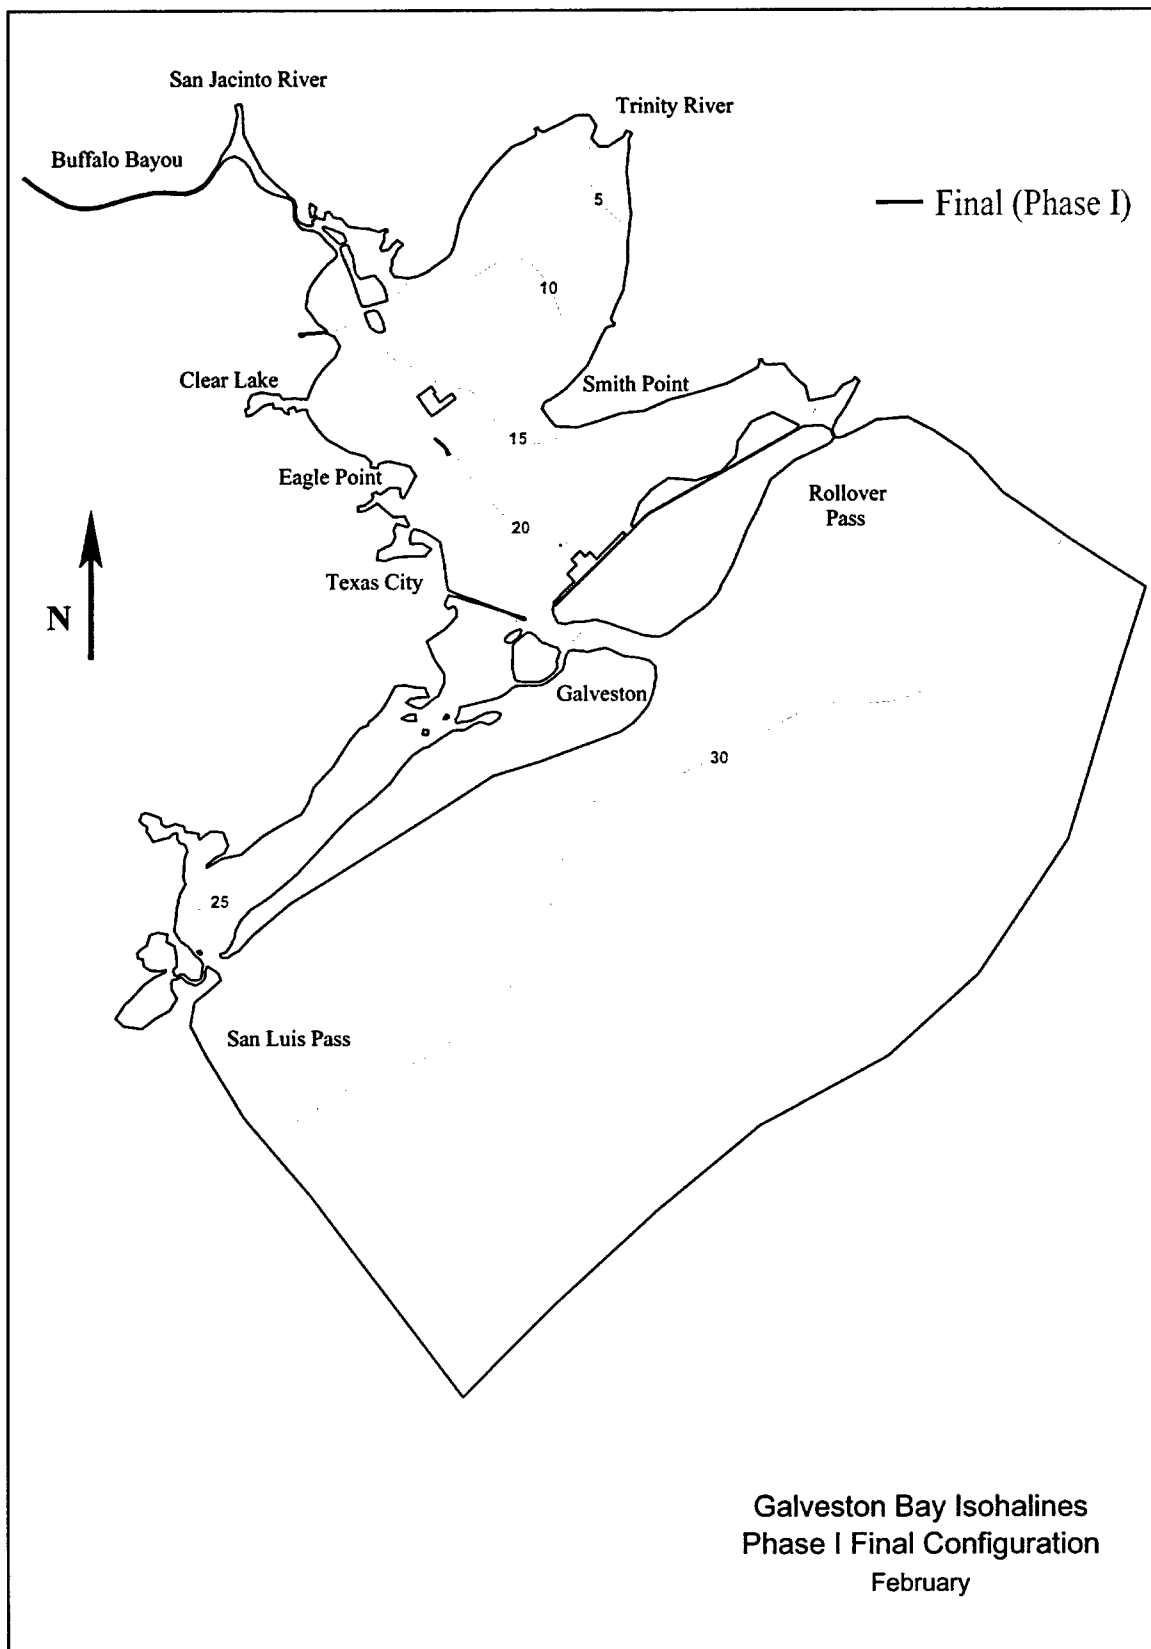 San Jacinto River
Trinity River
Buffalo Bayou
5
Final (Phase I)
10
Clear Lake
Smith Point
15
Eagle Point
Rollover
Pass
20
Texas City
N
Galveston
30
25
San Luis Pass
Galveston Bay Isohalines
Phase I Final Configuration
February